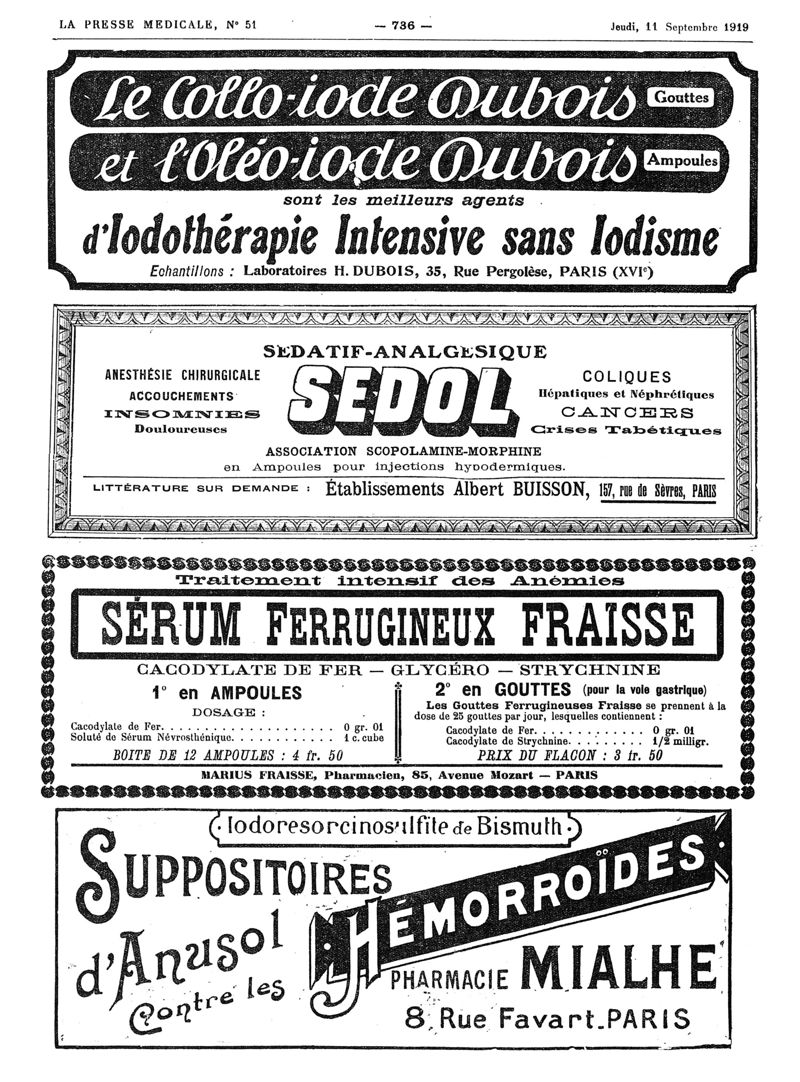 LA PRESSE MEDICALE, N° 51 — 736 — Jeudi, 11 Septembre 1919
Le Collo-iode Dubois Gouttes
et l'Oléo-iode Dubois Ampoules
sont les meilleurs agents
d'Iodothérapie Intensive sans Iodisme
Echantillons : Laboratoires H. DUBOIS, 35, Rue Pergolèse, PARIS (XVIe)
SÉDATIF-ANALGÉSIQUE
ANESTHÉSIE CHIRURGICALE
ACCOUCHEMENTS
INSOMNIES
Douloureuses
SEDOL
COLIQUES
Hépatiques et Néphrétiques
CANCERS
Crises Tabétiques
ASSOCIATION SCOPOLAMINE-MORPHINE
en Ampoules pour injections hypodermiques.
LITTÉRATURE SUR DEMANDE : Établissements Albert BUISSON, 157, rue de Sèvres, PARIS
Traitement intensif des Anémies
SÉRUM FERRUGINEUX FRAISSE
CACODYLATE DE FER — GLYCÉRO — STRYCHNINE
1° en AMPOULES
DOSAGE :
Cacodylate de Fer. . . . . . . . . . . . . . . . . . . . 0 gr. 01
Soluté de Sérum Névrosthénique. . . . . . . . . . . 1 c. cube
BOITE DE 12 AMPOULES : 4 fr. 50
2° en GOUTTES (pour la voie gastrique)
Les Gouttes Ferrugineuses Fraisse se prennent à la
dose de 25 gouttes par jour, lesquelles contiennent :
Cacodylate de Fer. . . . . . . . . . . . . 0 gr. 01
Cacodylate de Strychnine. . . . . . . . . 1/2 milligr.
PRIX DU FLACON : 3 fr. 50
MARIUS FRAISSE, Pharmacien, 85, Avenue Mozart — PARIS
Iodoresorcinosulfite de Bismuth
SUPPOSITOIRES
d'Anusol
Contre les
HÉMORROÏDES
PHARMACIE MIALHE
8, Rue Favart_PARIS